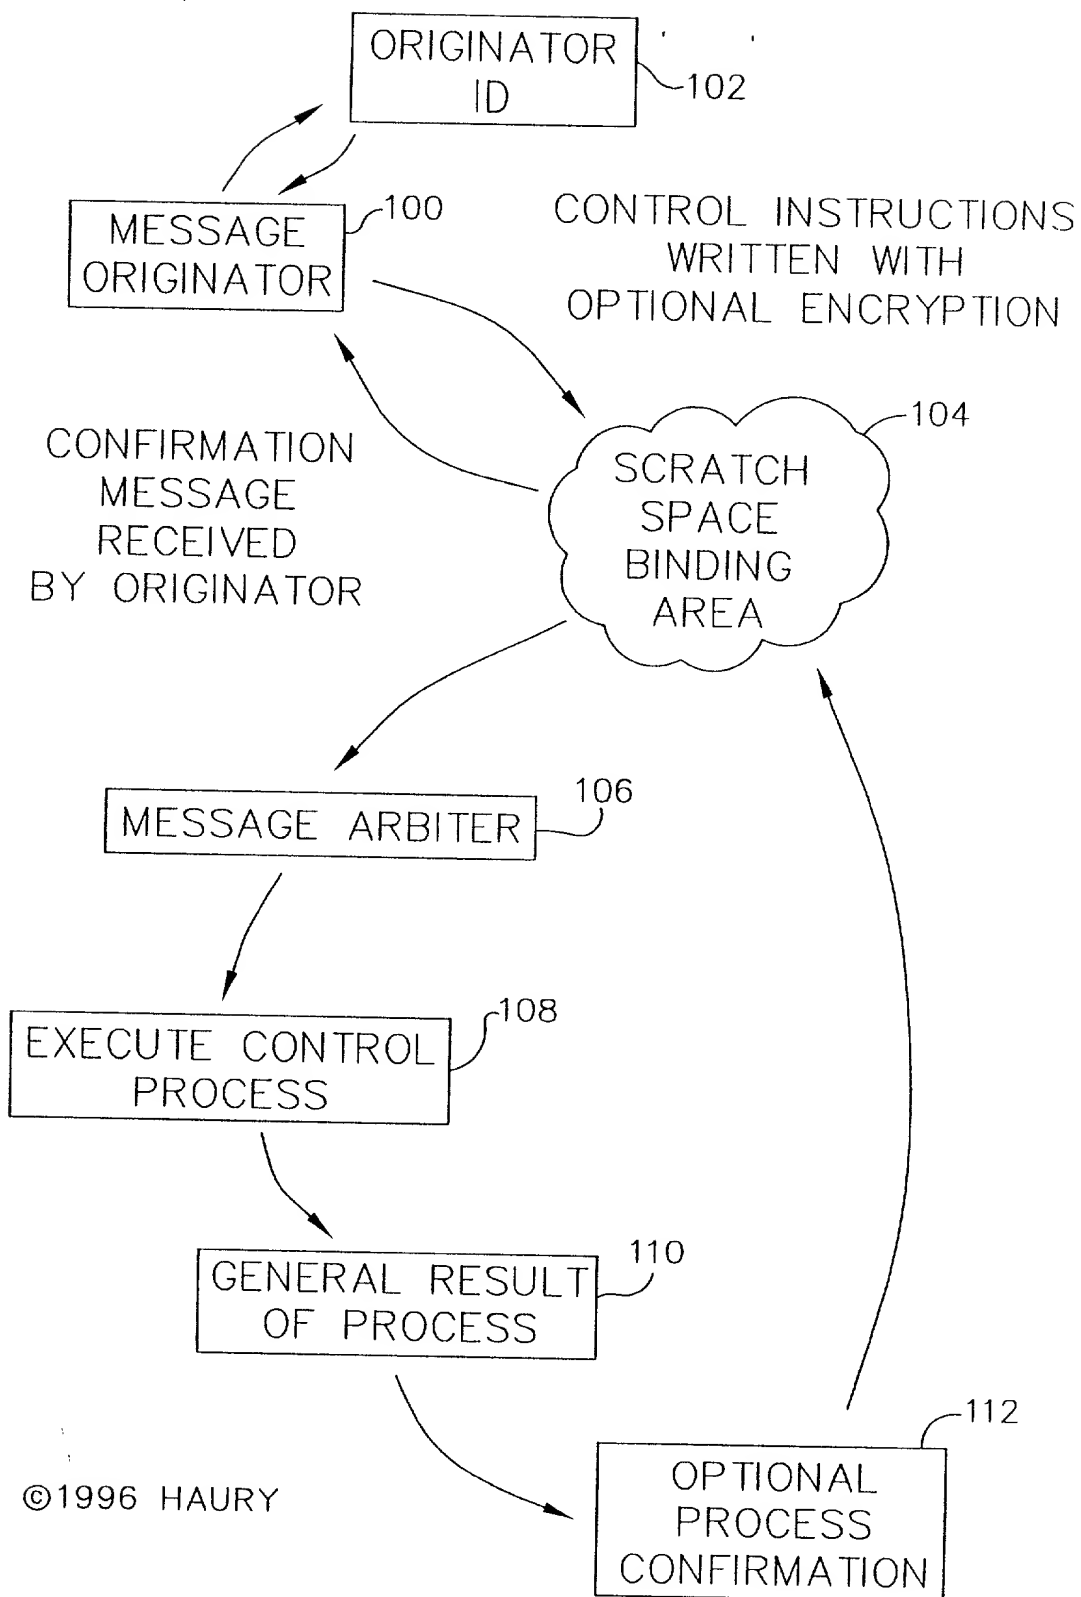 ORIGINATOR
ID
102
MESSAGE
ORIGINATOR
100
CONTROL INSTRUCTIONS
WRITTEN WITH
OPTIONAL ENCRYPTION
104
CONFIRMATION
MESSAGE
RECEIVED
BY ORIGINATOR
SCRATCH
SPACE
BINDING
AREA
106
MESSAGE ARBITER
108
EXECUTE CONTROL
PROCESS
110
GENERAL RESULT
OF PROCESS
112
OPTIONAL
PROCESS
CONFIRMATION
©1996 HAURY